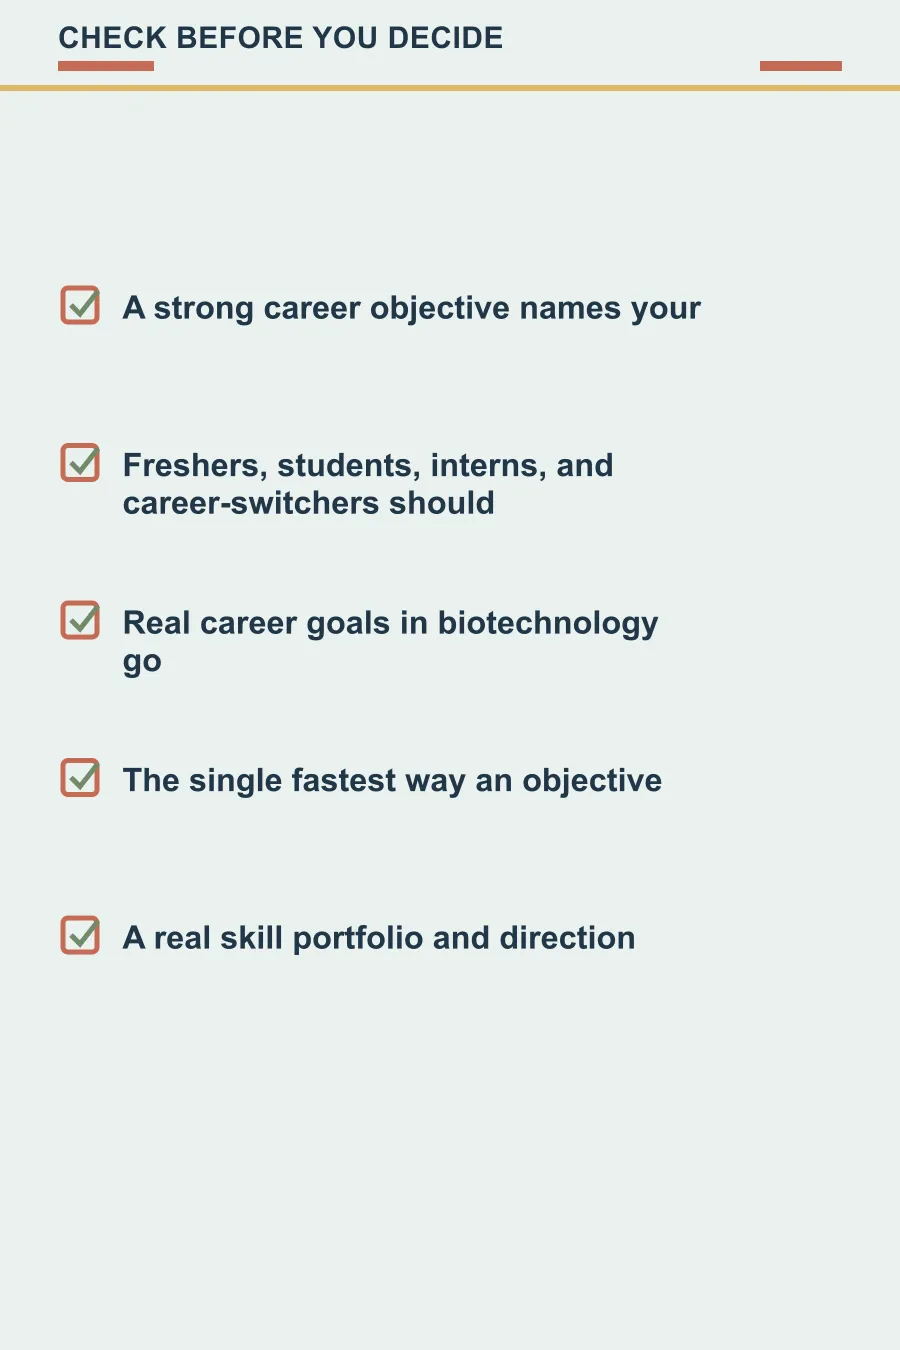 CHECK BEFORE YOU DECIDE
A strong career objective names your
Freshers, students, interns, and
career-switchers should
Real career goals in biotechnology
go
The single fastest way an objective
A real skill portfolio and direction